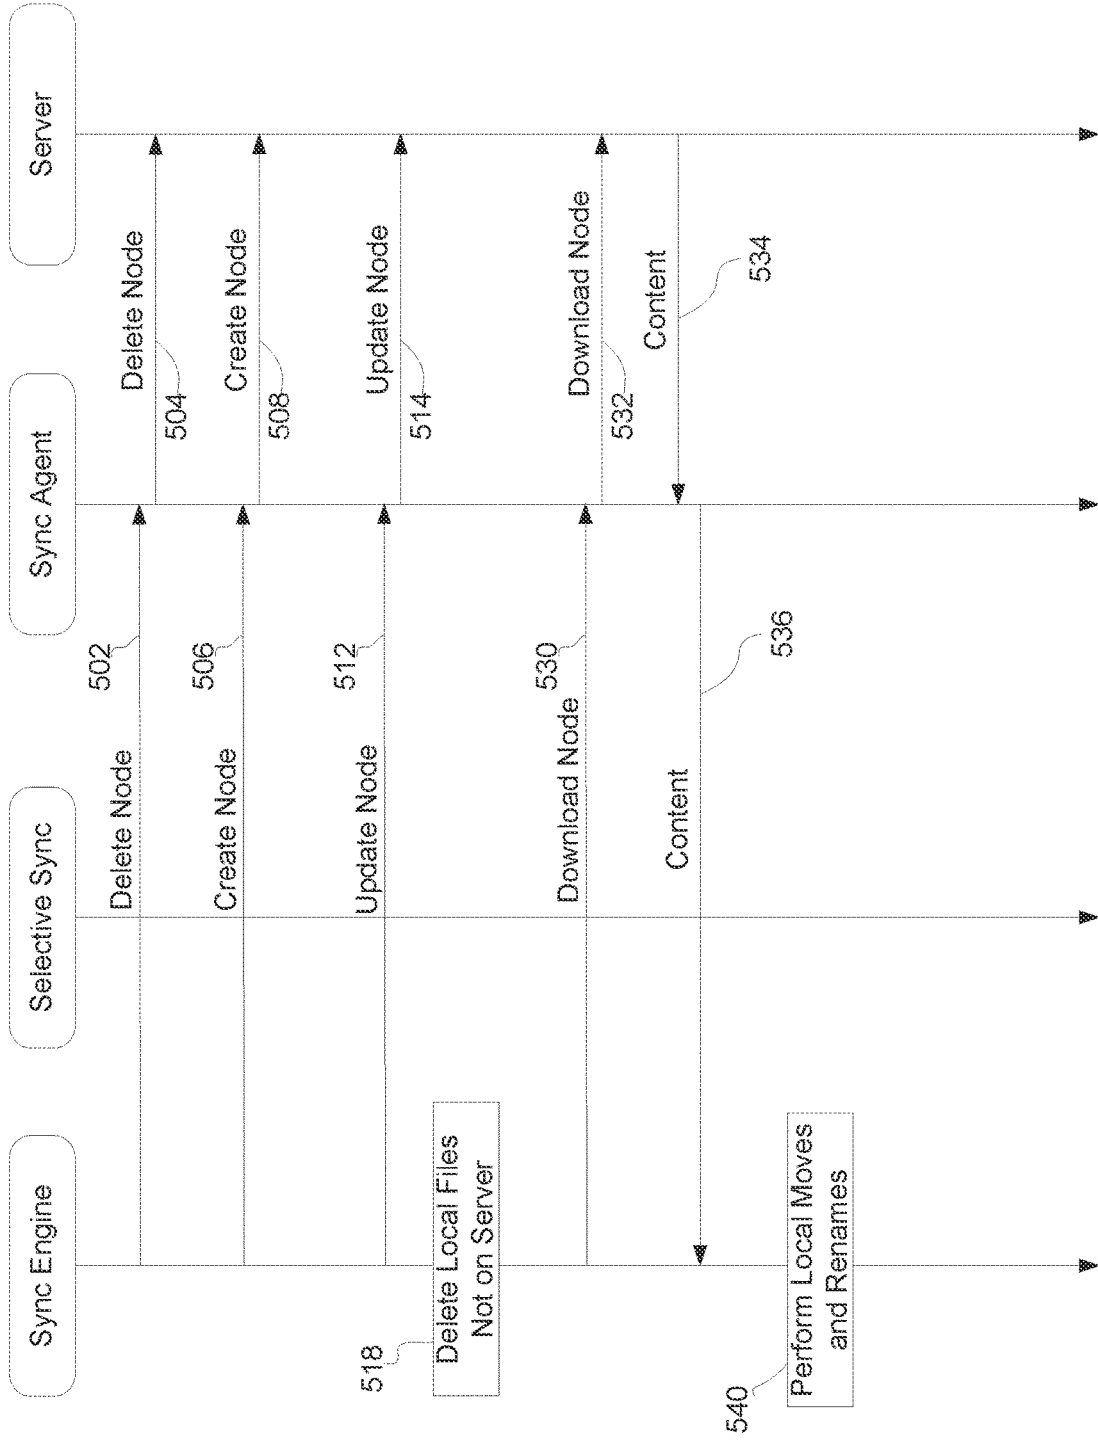 Sync Engine
Selective Sync
Sync Agent
Server
Delete Node
502
Delete Node
504
Create Node
506
Create Node
508
Update Node
512
Update Node
514
518
Delete Local Files
Not on Server
Download Node
530
Download Node
532
Content
534
Content
536
540
Perform Local Moves
and Renames